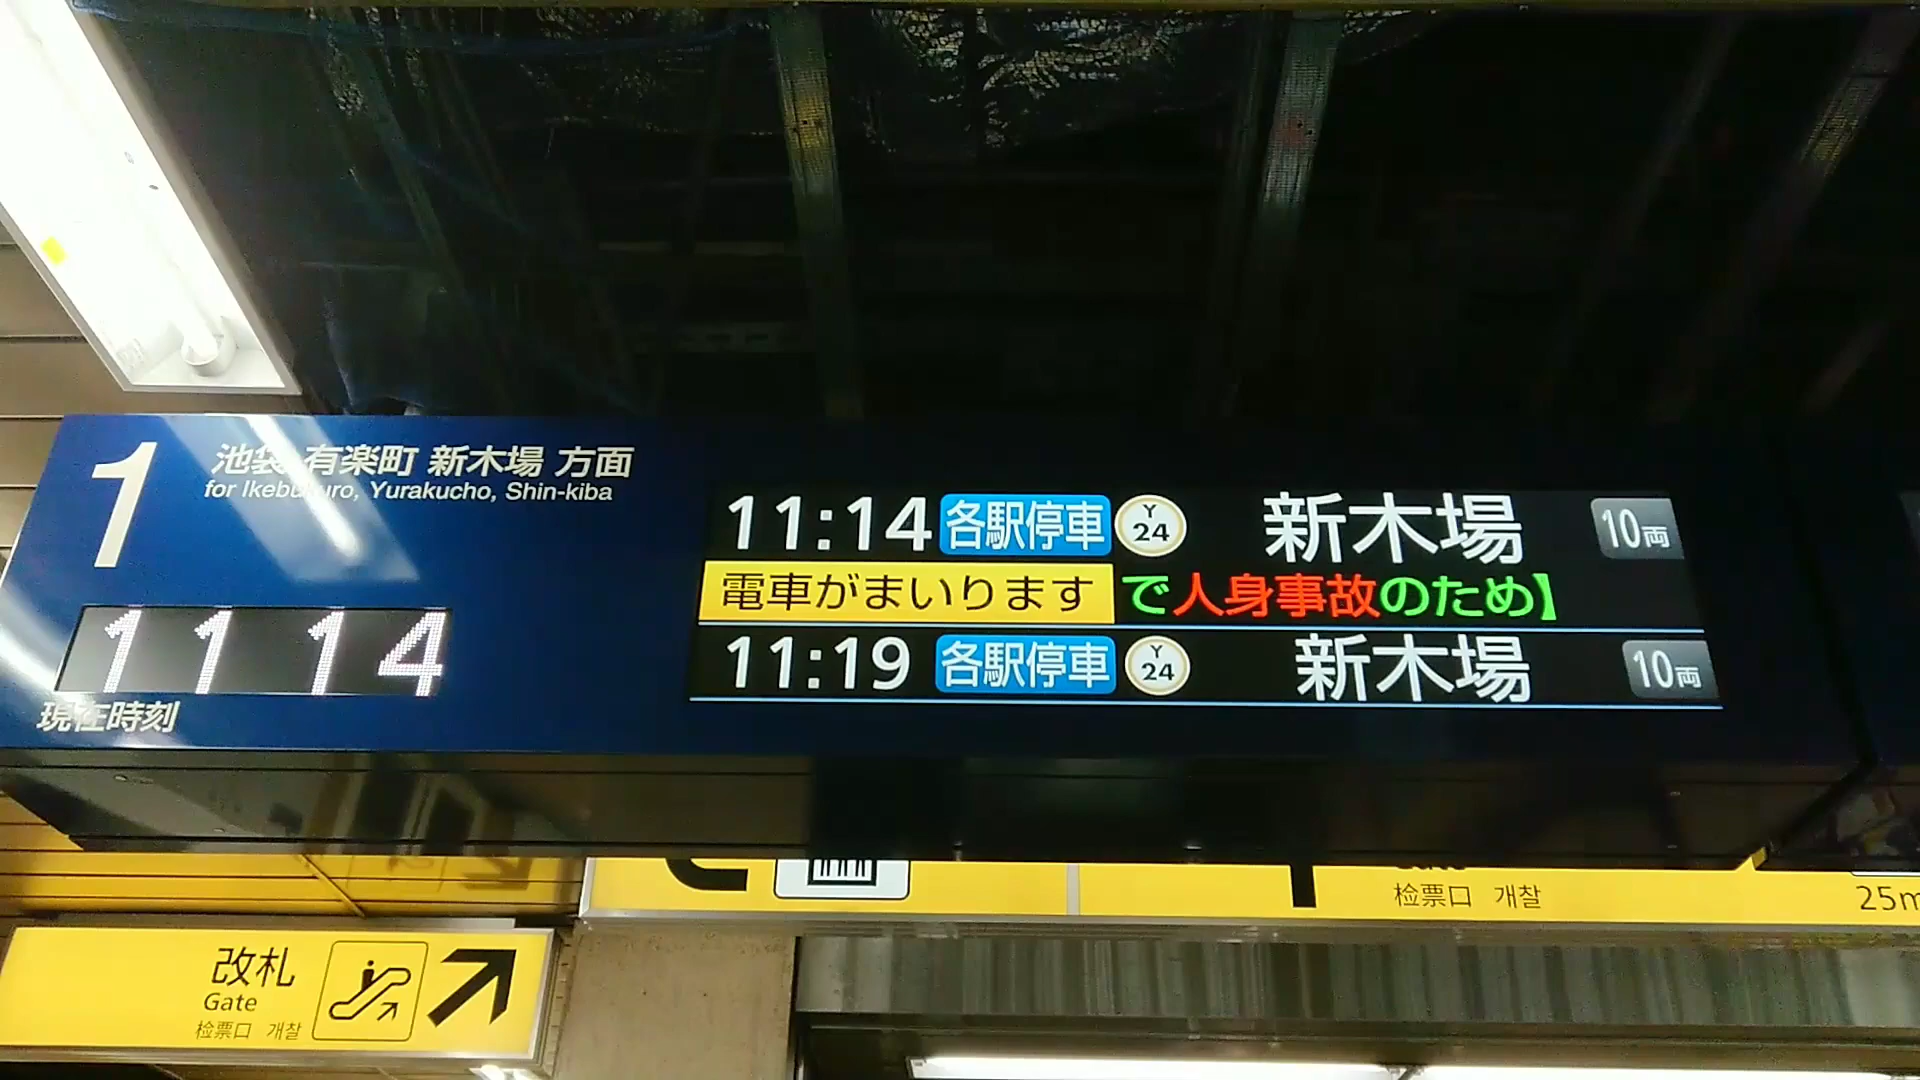 1
池袋 有楽町 新木場 方面
for Ikebukuro, Yurakucho, Shin-kiba
11:14 各駅停車 Y 24 新木場 10両
電車がまいります で人身事故のため】
11:19 各駅停車 Y 24 新木場 10両
11 14
現在時刻
检票口 개찰
25m
改札
Gate
检票口 개찰